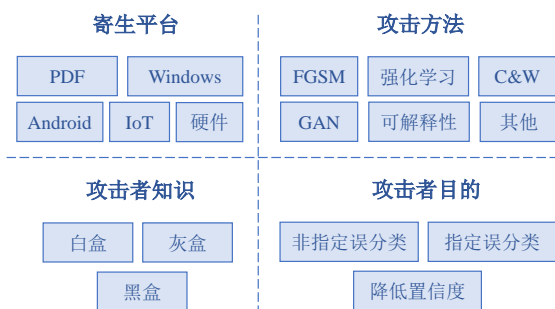 寄生平台
PDF Windows
Android IoT 硬件
攻击方法
FGSM 强化学习 C&W
GAN 可解释性 其他
攻击者知识
白盒 灰盒
黑盒
攻击者目的
非指定误分类 指定误分类
降低置信度